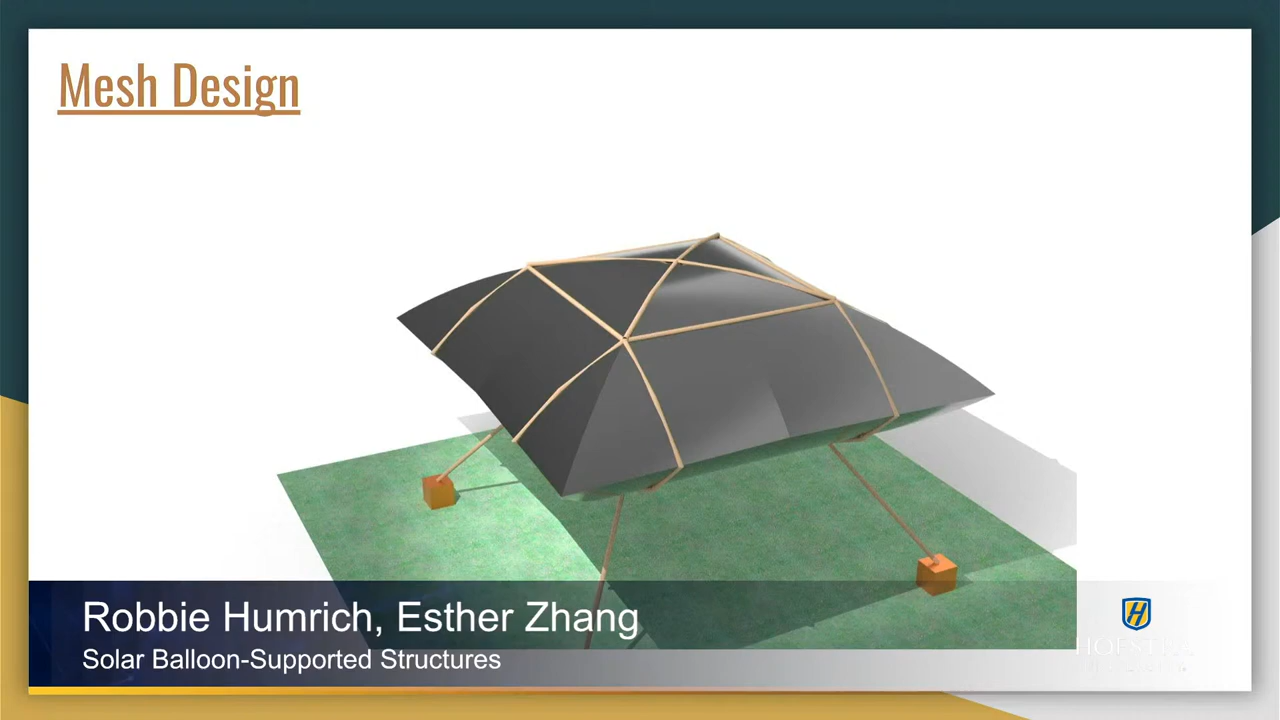 Mesh Design
Robbie Humrich, Esther Zhang
Solar Balloon-Supported Structures
H